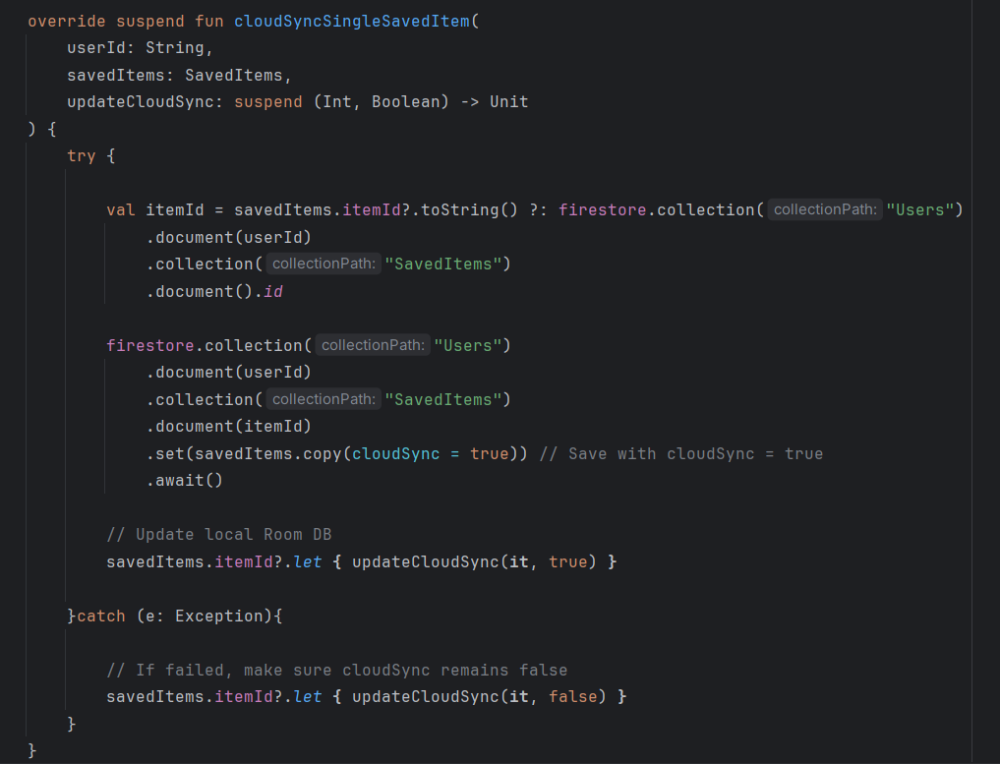 override suspend fun cloudSyncSingleSavedItem(
    userId: String,
    savedItems: SavedItems,
    updateCloudSync: suspend (Int, Boolean) -> Unit
) {
    try {
        val itemId = savedItems.itemId?.toString() ?: firestore.collection( collectionPath: "Users")
            .document(userId)
            .collection( collectionPath: "SavedItems")
            .document().id
        firestore.collection( collectionPath: "Users")
            .document(userId)
            .collection( collectionPath: "SavedItems")
            .document(itemId)
            .set(savedItems.copy(cloudSync = true)) // Save with cloudSync = true
            .await()
        // Update local Room DB
        savedItems.itemId?.let { updateCloudSync(it, true) }
    }catch (e: Exception){
        // If failed, make sure cloudSync remains false
        savedItems.itemId?.let { updateCloudSync(it, false) }
    }
}